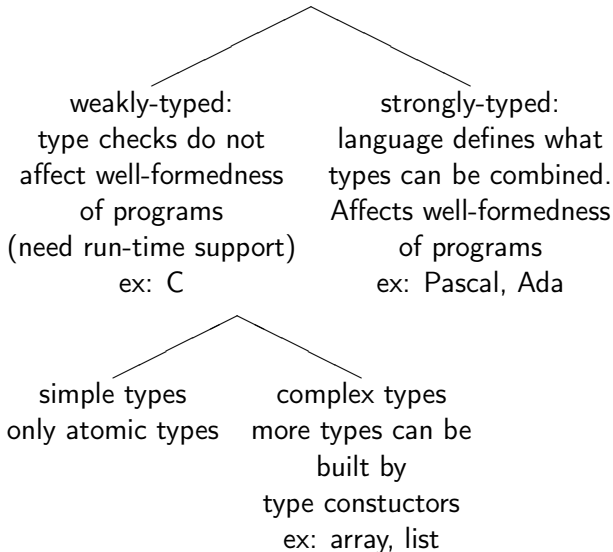 weakly-typed:
type checks do not
affect well-formedness
of programs
(need run-time support)
ex: C
strongly-typed:
language defines what
types can be combined.
Affects well-formedness
of programs
ex: Pascal, Ada
simple types
only atomic types
complex types
more types can be
built by
type constuctors
ex: array, list